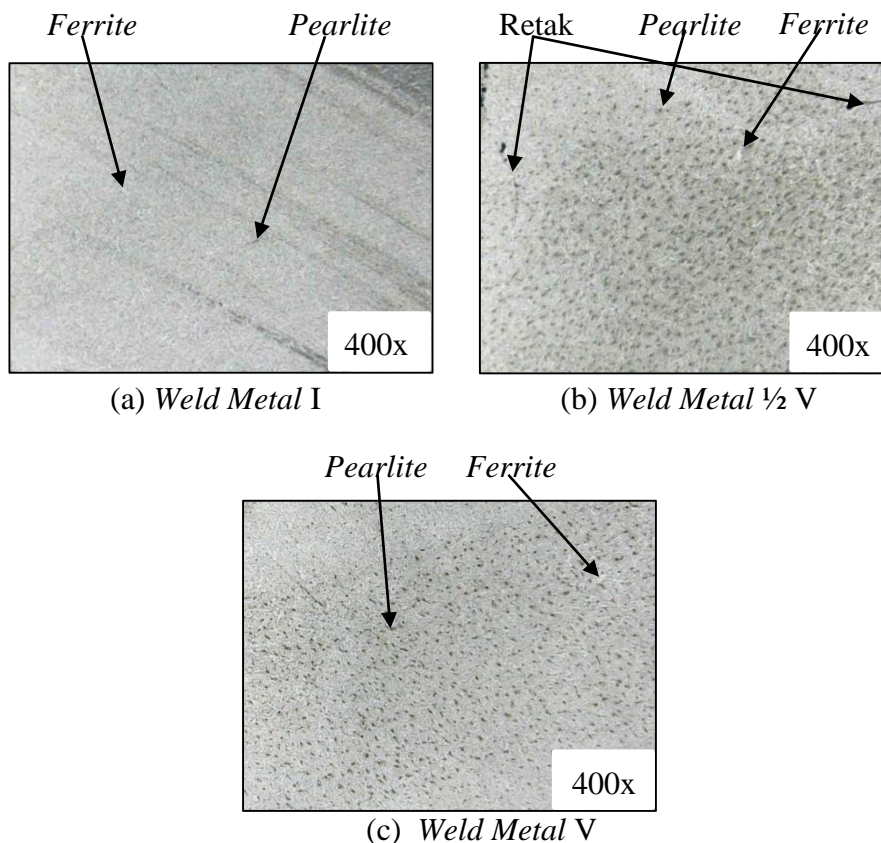 Ferrite Pearlite
Retak Pearlite Ferrite
400x
400x
(a) Weld Metal I
(b) Weld Metal ½ V
Pearlite Ferrite
400x
(c) Weld Metal V